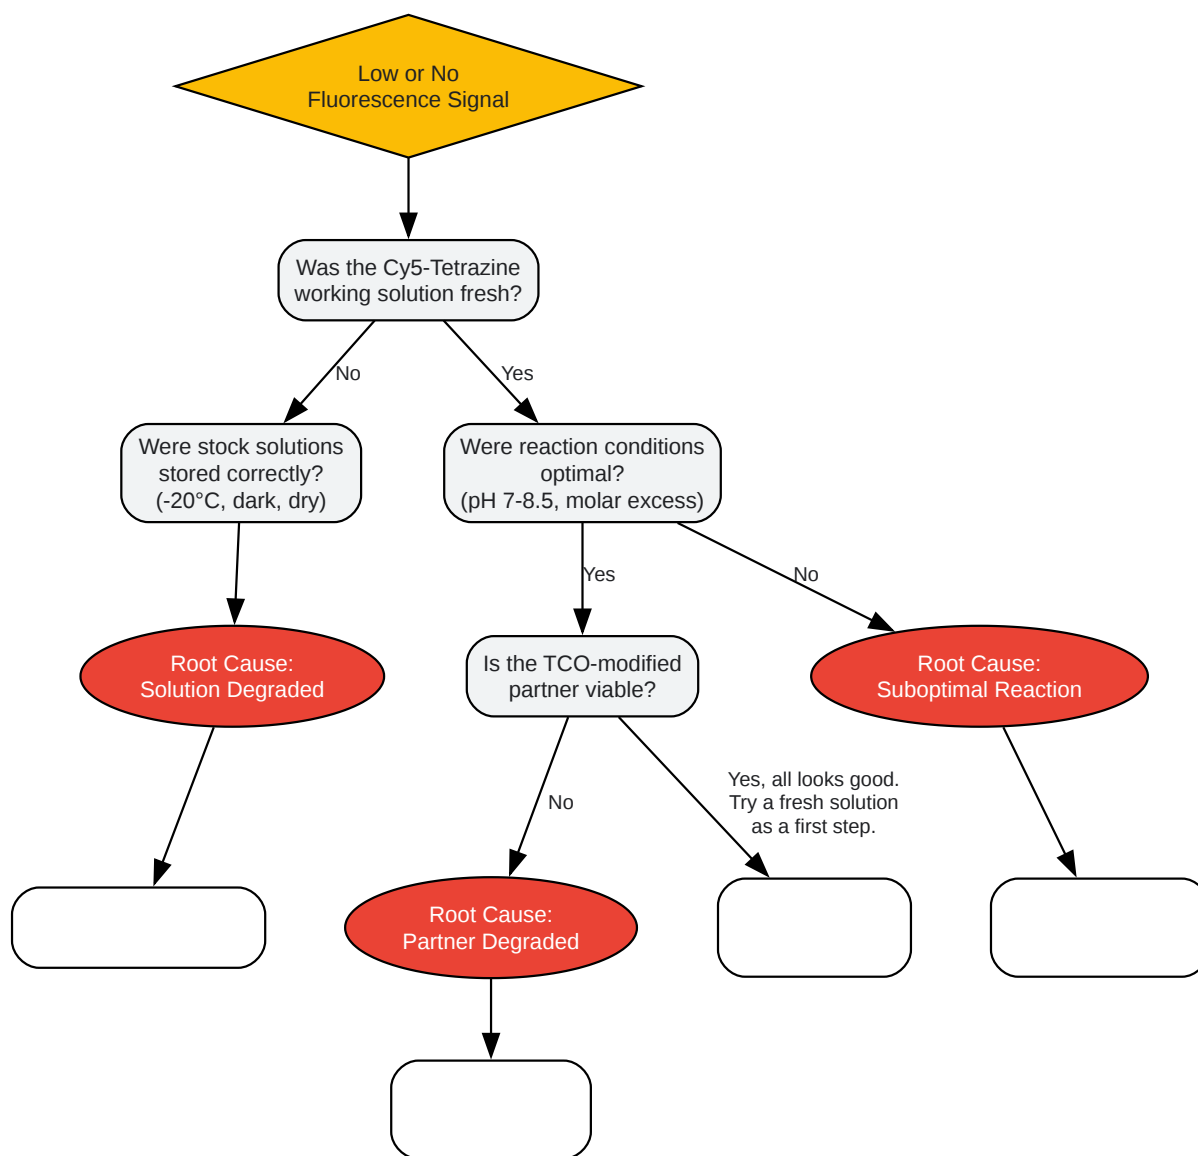 Low or No
Fluorescence Signal
Was the Cy5-Tetrazine
working solution fresh?
No
Yes
Were stock solutions
stored correctly?
(-20°C, dark, dry)
Were reaction conditions
optimal?
(pH 7-8.5, molar excess)
Yes
No
Root Cause:
Solution Degraded
Is the TCO-modified
partner viable?
Root Cause:
Suboptimal Reaction
No
Yes, all looks good.
Try a fresh solution
as a first step.
Root Cause:
Partner Degraded